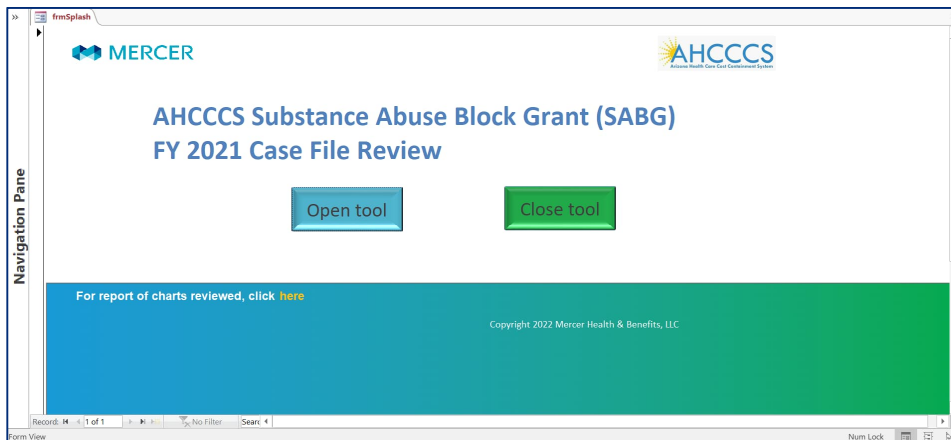 »
frmSplash
MERCER
AHCCCS
Arizona Health Care Cost Containment System
AHCCCS Substance Abuse Block Grant (SABG)
FY 2021 Case File Review
Open tool
Close tool
Navigation Pane
For report of charts reviewed, click here
Copyright 2022 Mercer Health & Benefits, LLC
Record: 1 of 1 No Filter Searc
Form View
Num Lock